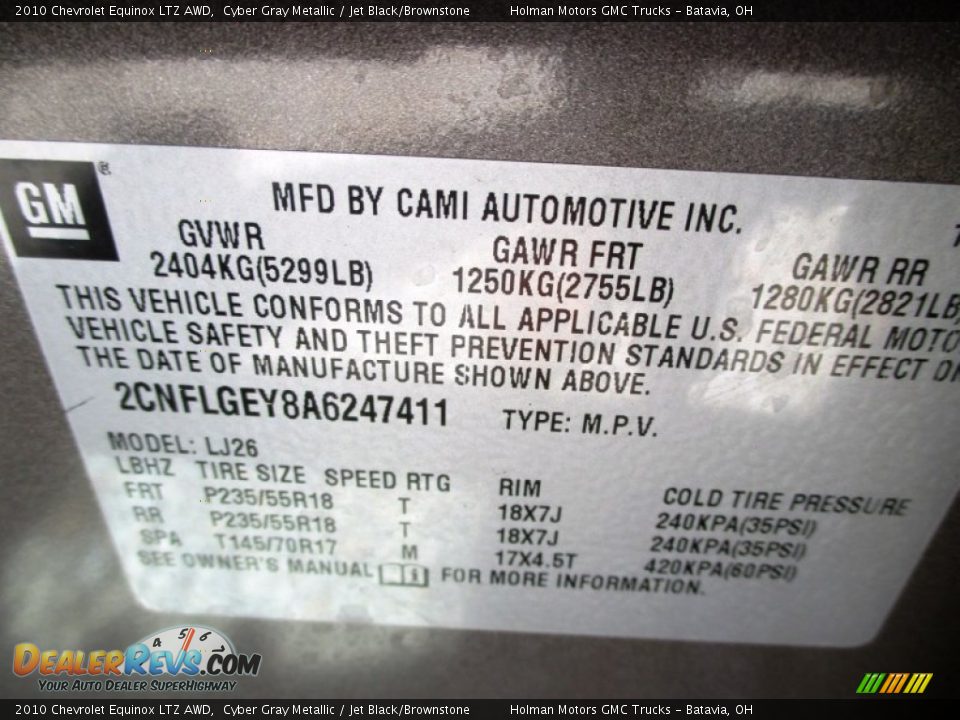 2010 Chevrolet Equinox LTZ AWD,  Cyber Gray Metallic / Jet Black/Brownstone    Holman Motors GMC Trucks - Batavia, OH
GM ®
MFD BY CAMI AUTOMOTIVE INC.
GVWR GAWR FRT GAWR RR
2404KG(5299LB) 1250KG(2755LB) 1280KG(2821LB
THIS VEHICLE CONFORMS TO ALL APPLICABLE U.S. FEDERAL MOTO
VEHICLE SAFETY AND THEFT PREVENTION STANDARDS IN EFFECT
THE DATE OF MANUFACTURE SHOWN ABOVE.
2CNFLGEY8A6247411 TYPE: M.P.V.
MODEL: LJ26
LBHZ TIRE SIZE SPEED RTG RIM COLD TIRE PRESSURE
FRT P235/55R18 T 18X7J 240KPA(35PSI)
RR P235/55R18 T 18X7J 240KPA(35PSI)
SPA T145/70R17 M 17X4.5T 420KPA(60PSI)
SEE OWNER'S MANUAL FOR MORE INFORMATION.
4 5 6
DealerRevs.com
Your Auto Dealer SuperHighway
2010 Chevrolet Equinox LTZ AWD,  Cyber Gray Metallic / Jet Black/Brownstone    Holman Motors GMC Trucks - Batavia, OH